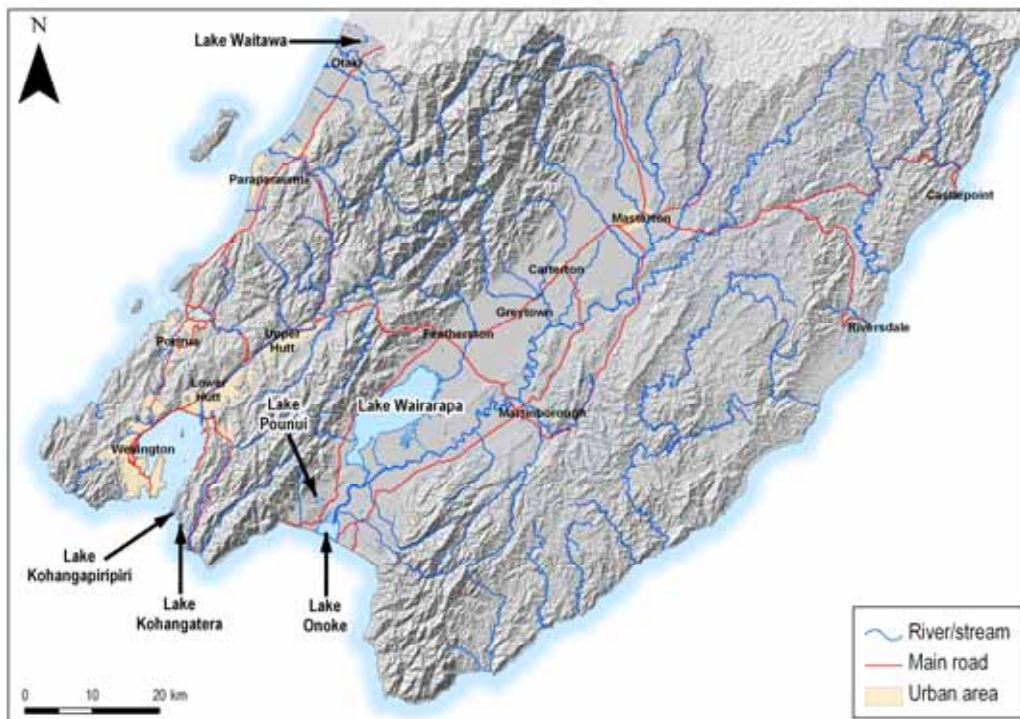 N
Lake Waitawa
Otaki
Paraparaumu
Castlepoint
Masterton
Carterton
Greytown
Riversdale
Featherston
Upper
Hutt
Porirua
Lower
Hutt
Lake
Pounui
Lake Wairarapa
Martinborough
Wellington
Lake
Kohangapiripiri
Lake
Kohangatera
Lake
Onoke
River/stream
Main road
Urban area
0 10 20 km